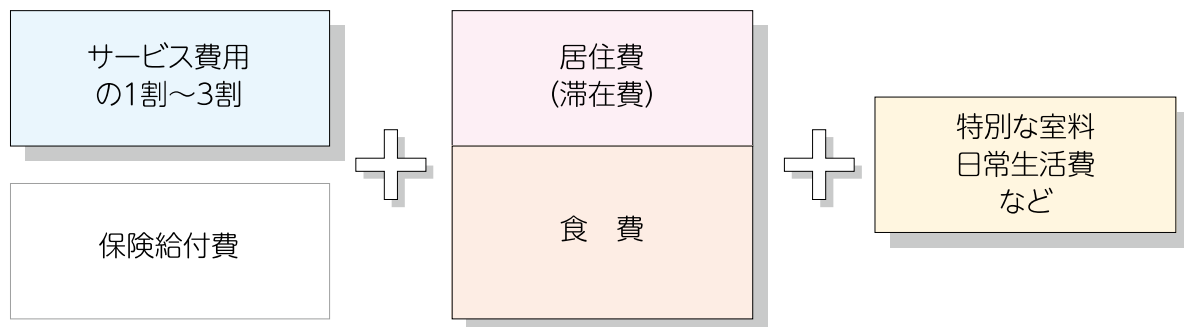 サービス費用
の1割～3割
保険給付費
居住費
(滞在費)
食　費
特別な室料
日常生活費
など